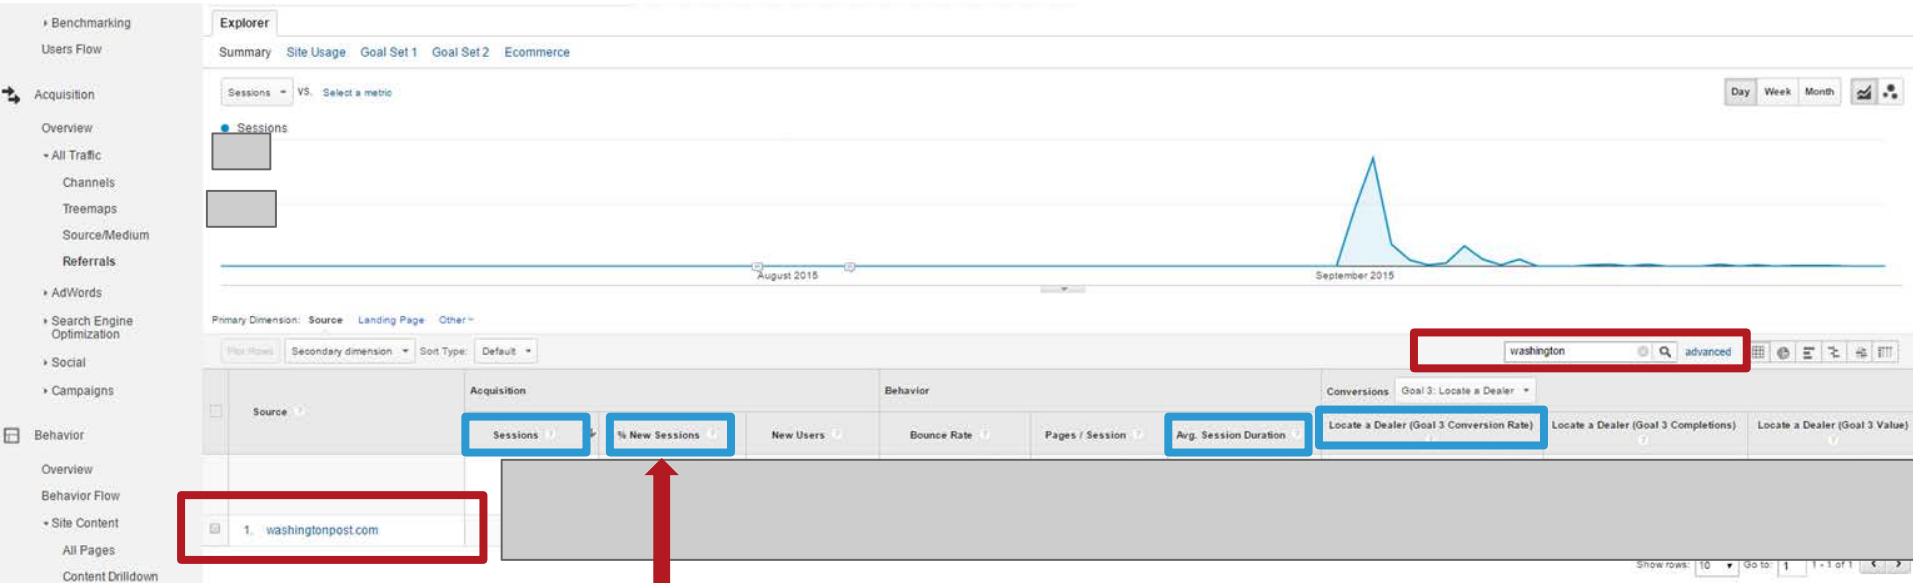 Benchmarking
Users Flow
Acquisition
Overview
All Traffic
Channels
Treemaps
Source/Medium
Referrals
AdWords
Search Engine
Optimization
Social
Campaigns
Behavior
Overview
Behavior Flow
Site Content
All Pages
Content Drilldown
Explorer
Summary Site Usage Goal Set 1 Goal Set 2 Ecommerce
Sessions VS. Select a metric
Day Week Month
Sessions
August 2015 September 2015
Primary Dimension: Source Landing Page Other
Plot Rows Secondary dimension Sort Type: Default washington advanced
Source Acquisition Behavior Conversions Goal 3: Locate a Dealer
Sessions % New Sessions New Users Bounce Rate Pages / Session Avg. Session Duration Locate a Dealer (Goal 3 Conversion Rate) Locate a Dealer (Goal 3 Completions) Locate a Dealer (Goal 3 Value)
1. washingtonpost.com
Show rows: 10 Go to: 1 1 - 1 of 1